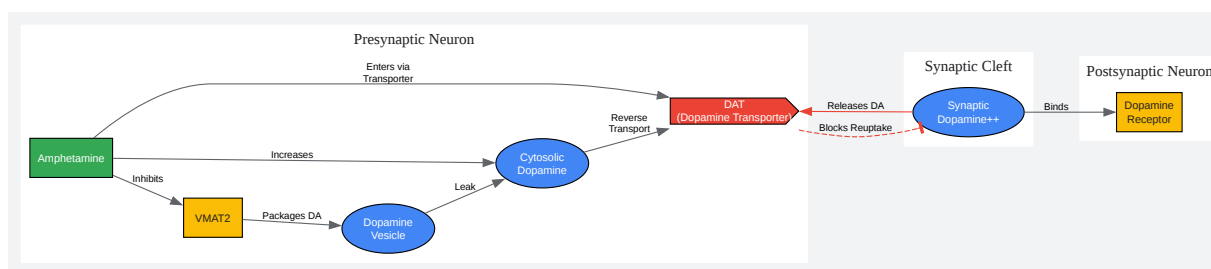 Presynaptic Neuron
Enters via
Transporter
Synaptic Cleft
Postsynaptic Neuron
DAT
(Dopamine Transporter)
Releases DA
Synaptic
Dopamine++
Binds
Dopamine
Receptor
Reverse
Transport
Blocks Reuptake
Amphetamine
Increases
Cytosolic
Dopamine
Inhibits
Leak
VMAT2
Packages DA
Dopamine
Vesicle